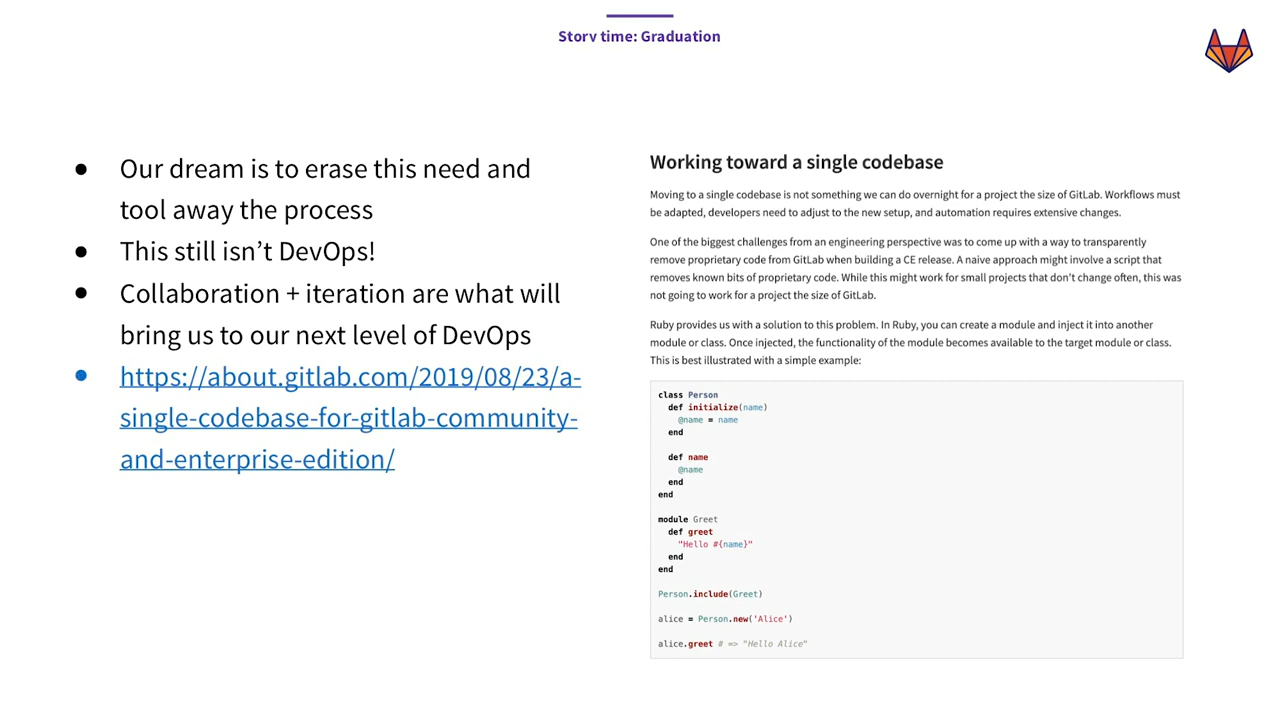 Story time: Graduation
● Our dream is to erase this need and
tool away the process
● This still isn’t DevOps!
● Collaboration + iteration are what will
bring us to our next level of DevOps
● https://about.gitlab.com/2019/08/23/a-
single-codebase-for-gitlab-community-
and-enterprise-edition/
Working toward a single codebase
Moving to a single codebase is not something we can do overnight for a project the size of GitLab. Workflows must
be adapted, developers need to adjust to the new setup, and automation requires extensive changes.
One of the biggest challenges from an engineering perspective was to come up with a way to transparently
remove proprietary code from GitLab when building a CE release. A naive approach might involve a script that
removes known bits of proprietary code. While this might work for small projects that don't change often, this was
not going to work for a project the size of GitLab.
Ruby provides us with a solution to this problem. In Ruby, you can create a module and inject it into another
module or class. Once injected, the functionality of the module becomes available to the target module or class.
This is best illustrated with a simple example:
class Person
  def initialize(name)
    @name = name
  end
  def name
    @name
  end
end
module Greet
  def greet
    "Hello #{name}"
  end
end
Person.include(Greet)
alice = Person.new('Alice')
alice.greet # => "Hello Alice"